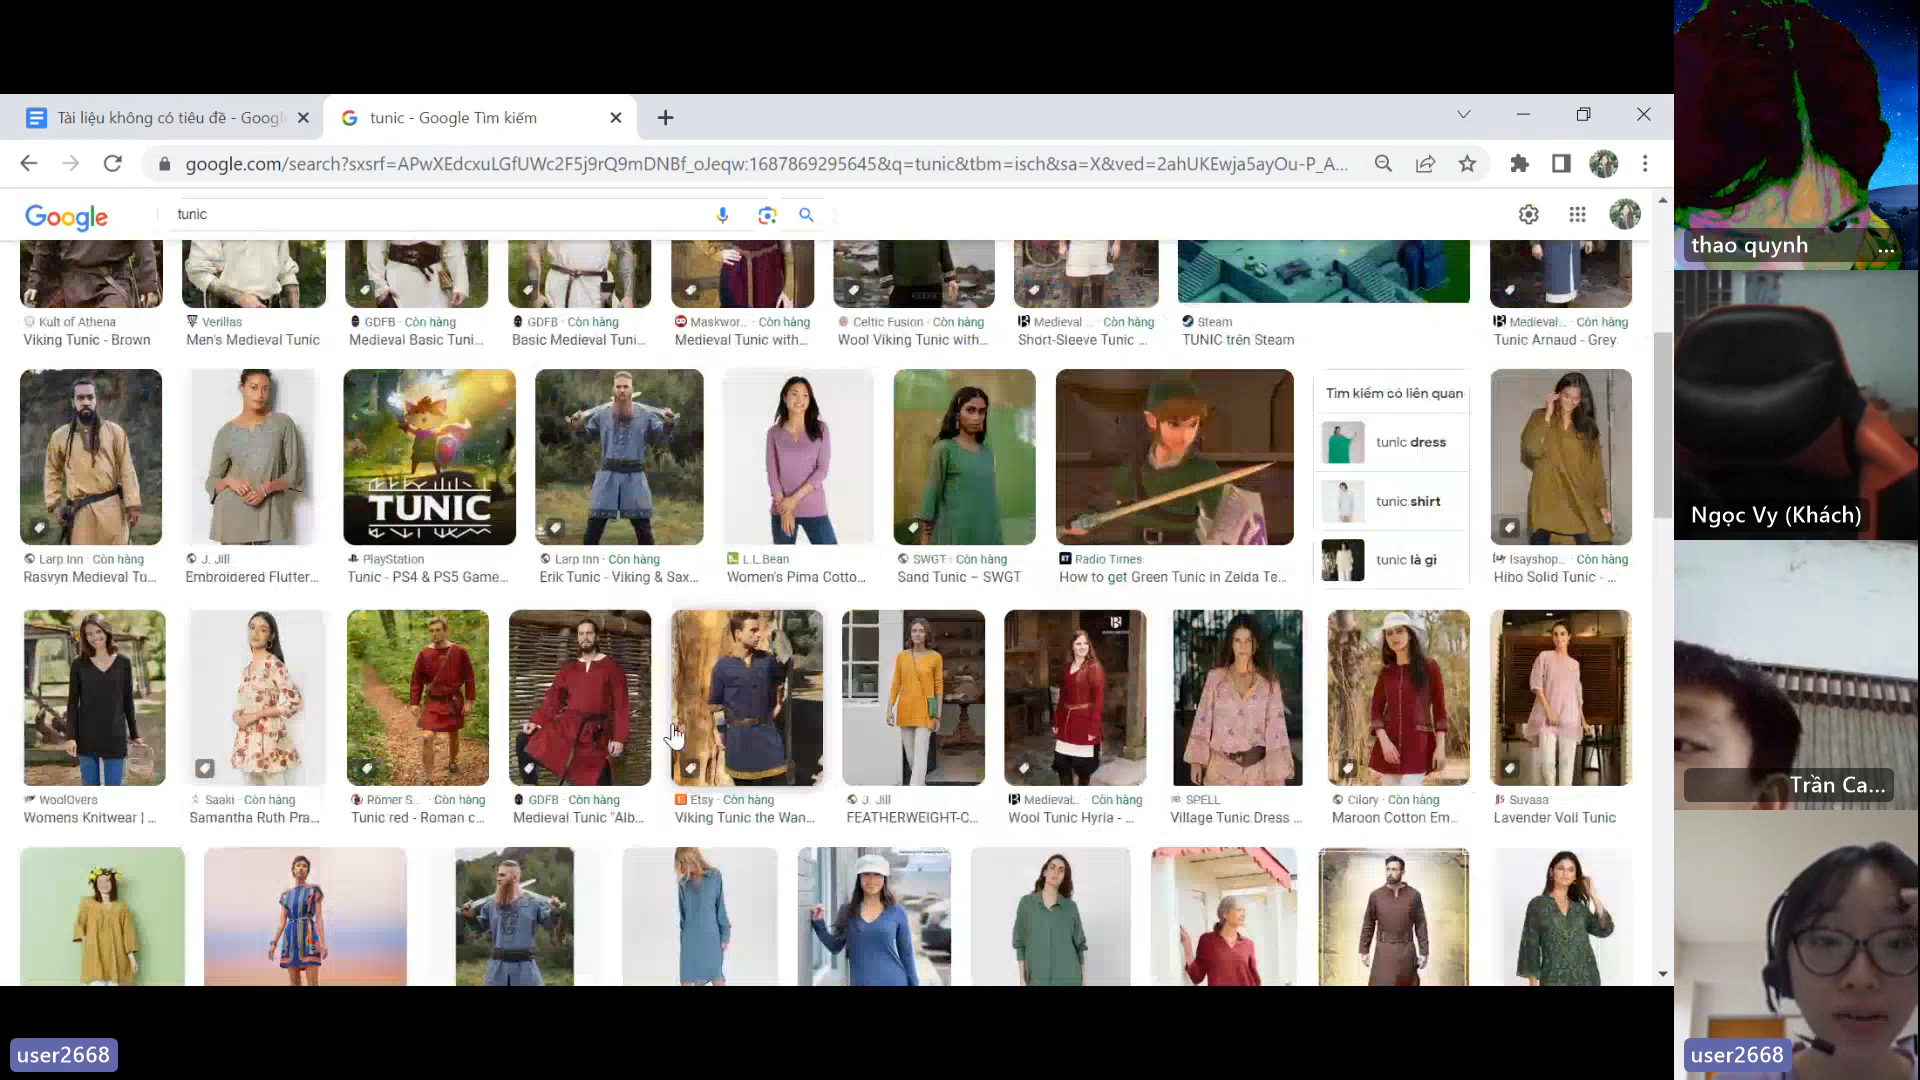 Tài liệu không có tiêu đề - Googl
tunic - Google Tìm kiếm
google.com/search?sxsrf=APwXEdcxuLGfUWc2F5j9rQ9mDNBf_oJeqw:1687869295645&q=tunic&tbm=isch&sa=X&ved=2ahUKEwja5ayOu-P_A...
Google
tunic
Kult of Athena
Viking Tunic - Brown
Verillas
Men's Medieval Tunic
GDFB · Còn hàng
Medieval Basic Tuni...
GDFB · Còn hàng
Basic Medieval Tuni...
Maskwor... · Còn hàng
Medieval Tunic with...
Celtic Fusion · Còn hàng
Wool Viking Tunic with...
Medieval ... · Còn hàng
Short-Sleeve Tunic ...
Steam
TUNIC trên Steam
Medieval... · Còn hàng
Tunic Arnaud - Grey
TUNIC
Tìm kiếm có liên quan
tunic dress
tunic shirt
tunic là gì
Larp Inn · Còn hàng
Rasvyn Medieval Tu...
J. Jill
Embroidered Flutter...
PlayStation
Tunic - PS4 & PS5 Game...
Larp Inn · Còn hàng
Erik Tunic - Viking & Sax...
L.L.Bean
Women's Pima Cotto...
SWGT · Còn hàng
Sand Tunic – SWGT
Radio Times
How to get Green Tunic in Zelda Te...
Isayshop... · Còn hàng
Hibo Solid Tunic - ...
WoolOvers
Womens Knitwear | ...
Saaki · Còn hàng
Samantha Ruth Pra...
Römer S... · Còn hàng
Tunic red - Roman c...
GDFB · Còn hàng
Medieval Tunic "Alb...
Etsy · Còn hàng
Viking Tunic the Wan...
J. Jill
FEATHERWEIGHT-C...
Medieval... · Còn hàng
Wool Tunic Hyria - ...
SPELL
Village Tunic Dress ...
Cilory · Còn hàng
Maroon Cotton Em...
Suvasa
Lavender Voil Tunic
thao quynh
...
Ngọc Vy (Khách)
Trần Ca...
user2668
user2668